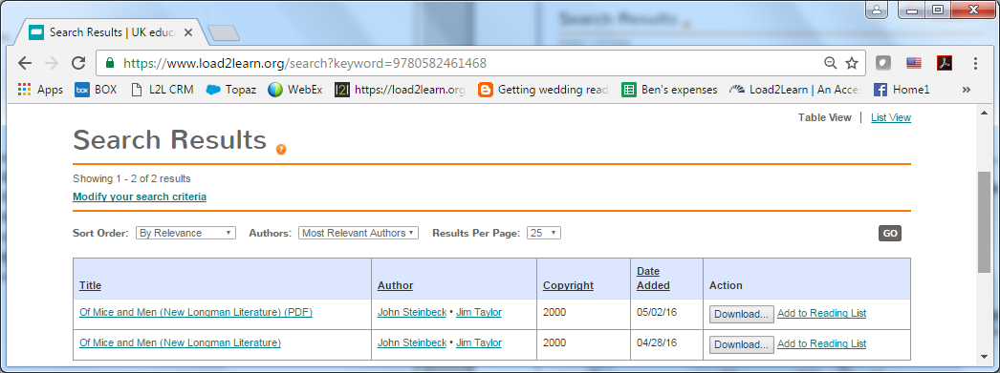 Search Results | UK educa
https://www.load2learn.org/search?keyword=9780582461468
Apps BOX L2L CRM Topaz WebEx https://load2learn.org Getting wedding read Ben's expenses Load2Learn | An Acce Home1 »
Table View | List View
Search Results ?
Showing 1 - 2 of 2 results
Modify your search criteria
Sort Order: By Relevance Authors: Most Relevant Authors Results Per Page: 25 GO
Title Author Copyright Date Added Action
Of Mice and Men (New Longman Literature) (PDF) John Steinbeck • Jim Taylor 2000 05/02/16 Download... Add to Reading List
Of Mice and Men (New Longman Literature) John Steinbeck • Jim Taylor 2000 04/28/16 Download... Add to Reading List